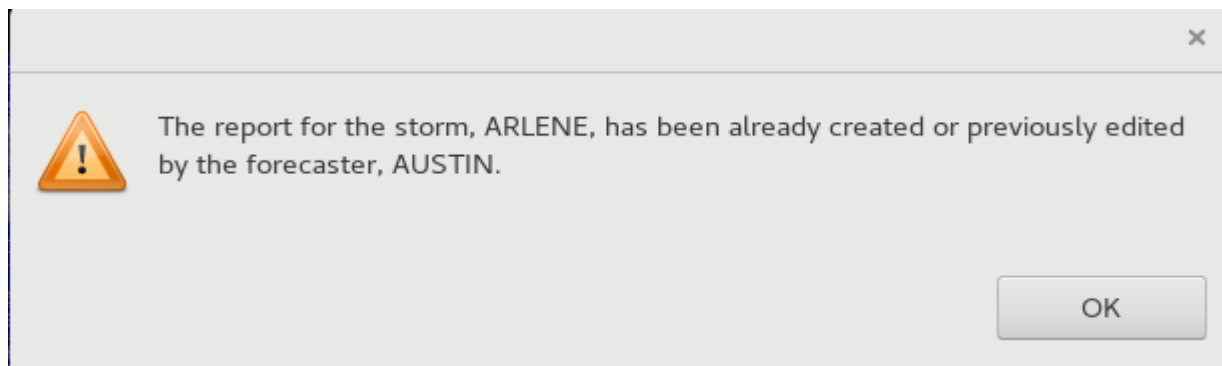 The report for the storm, ARLENE, has been already created or previously edited
by the forecaster, AUSTIN.
OK